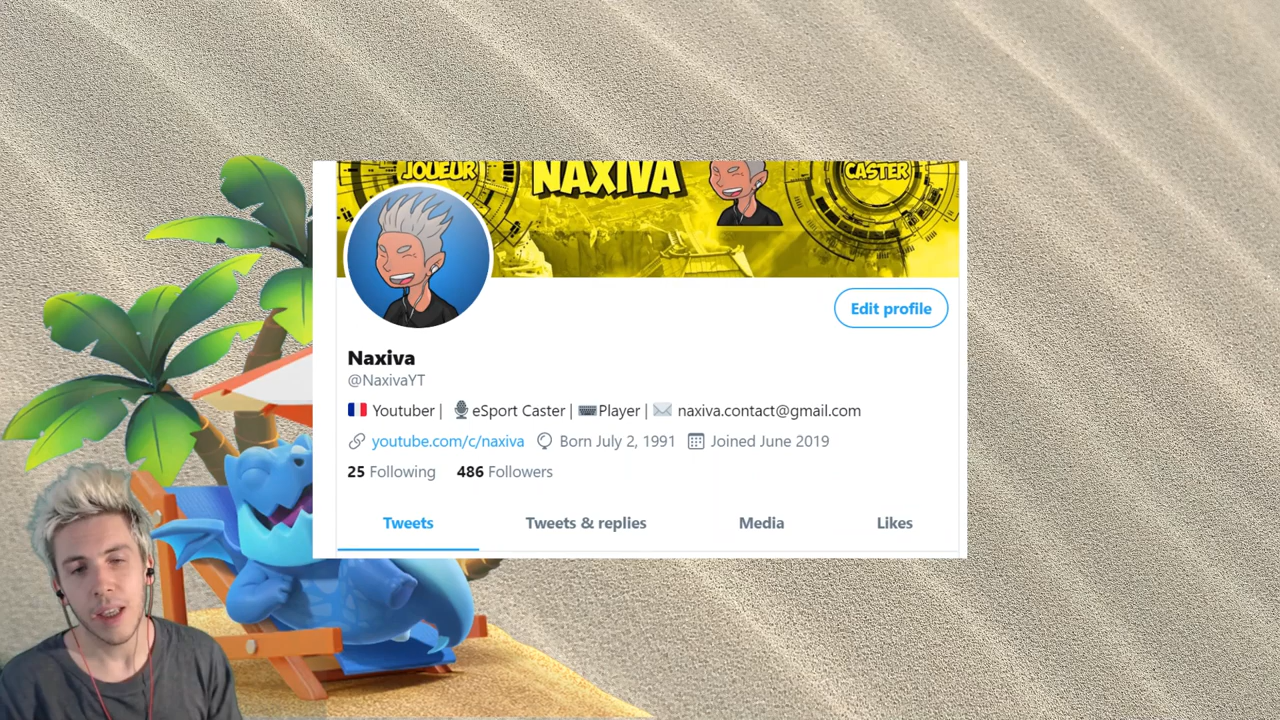 JOUEUR NAXIVA CASTER
Edit profile
Naxiva
@NaxivaYT
Youtuber | eSport Caster | Player | naxiva.contact@gmail.com
youtube.com/c/naxiva Born July 2, 1991 Joined June 2019
25 Following 486 Followers
Tweets Tweets & replies Media Likes